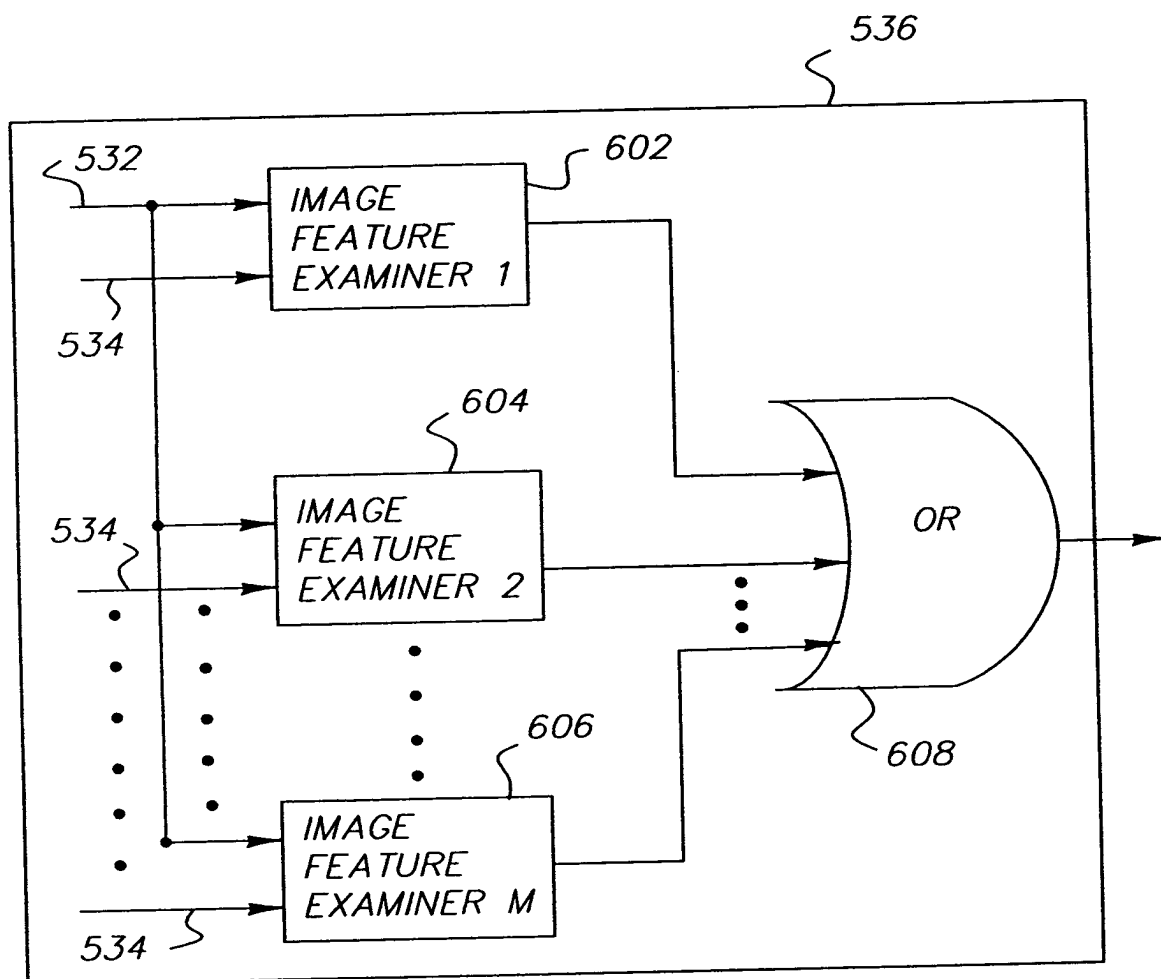 536
532
602
IMAGE
FEATURE
EXAMINER 1
534
604
534
IMAGE
FEATURE
EXAMINER 2
OR
606
608
IMAGE
FEATURE
EXAMINER M
534